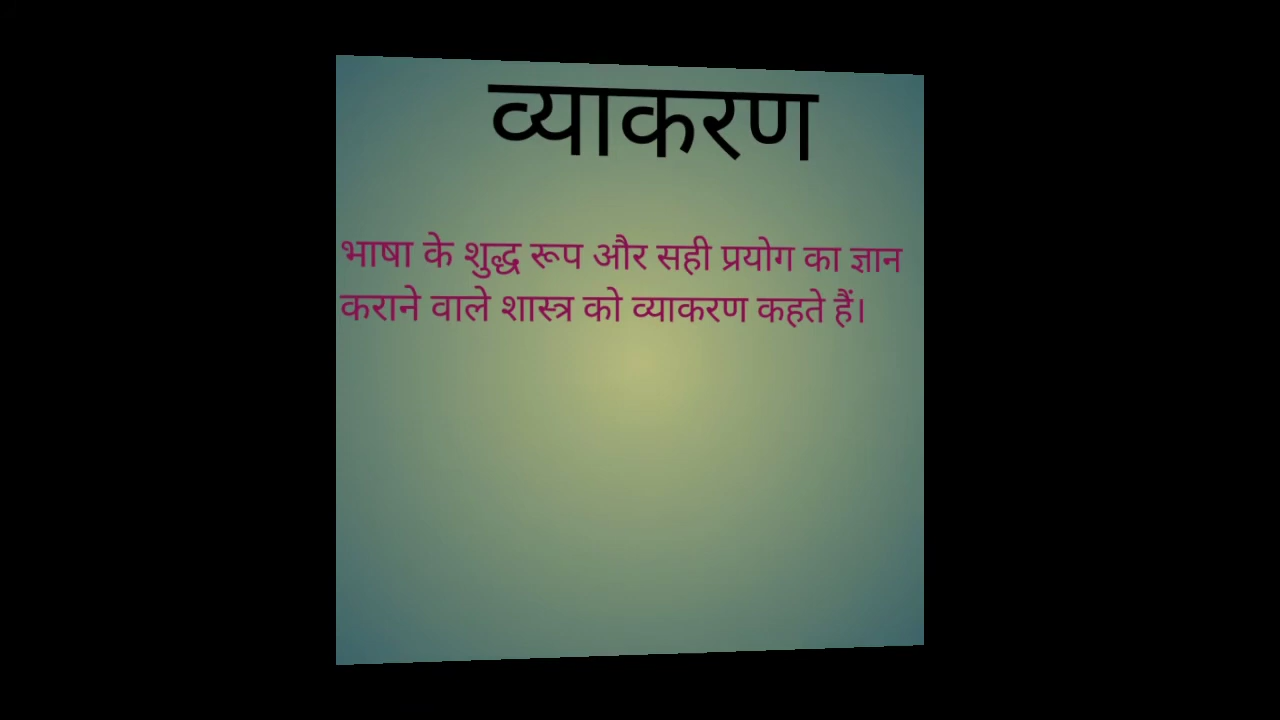 व्याकरण
भाषा के शुद्ध रूप और सही प्रयोग का ज्ञान
कराने वाले शास्त्र को व्याकरण कहते हैं।